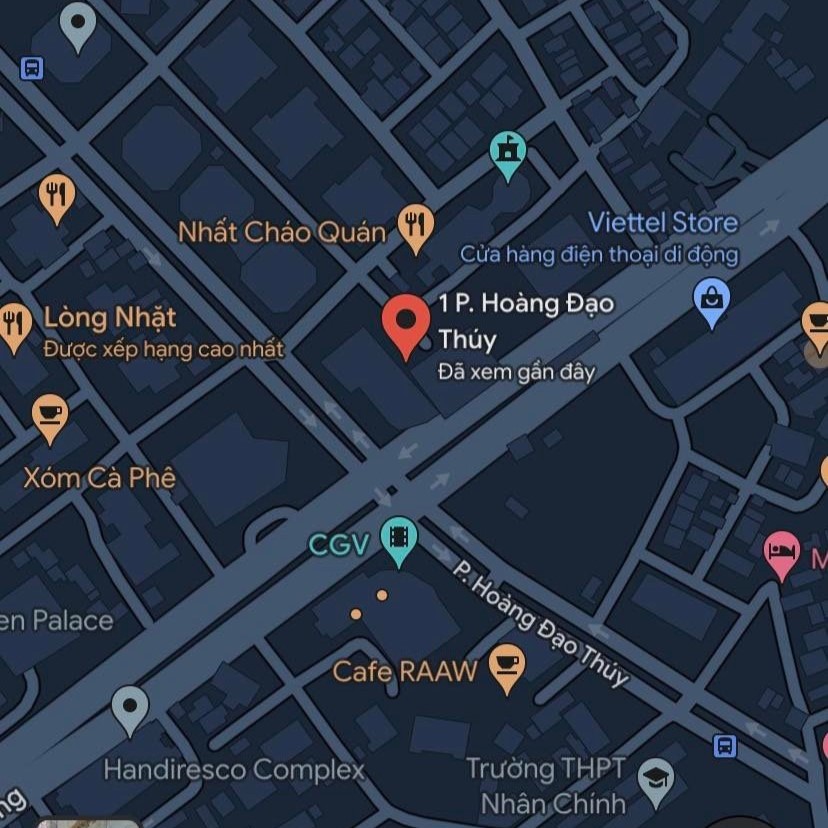 Nhất Cháo Quán
Viettel Store
Cửa hàng điện thoại di động
1 P. Hoàng Đạo
Thúy
Đã xem gần đây
Lòng Nhặt
Được xếp hạng cao nhất
Xóm Cà Phê
CGV
P. Hoàng Đạo Thúy
en Palace
Cafe RAAW
M
Handiresco Complex
Trường THPT
Nhân Chính
ng